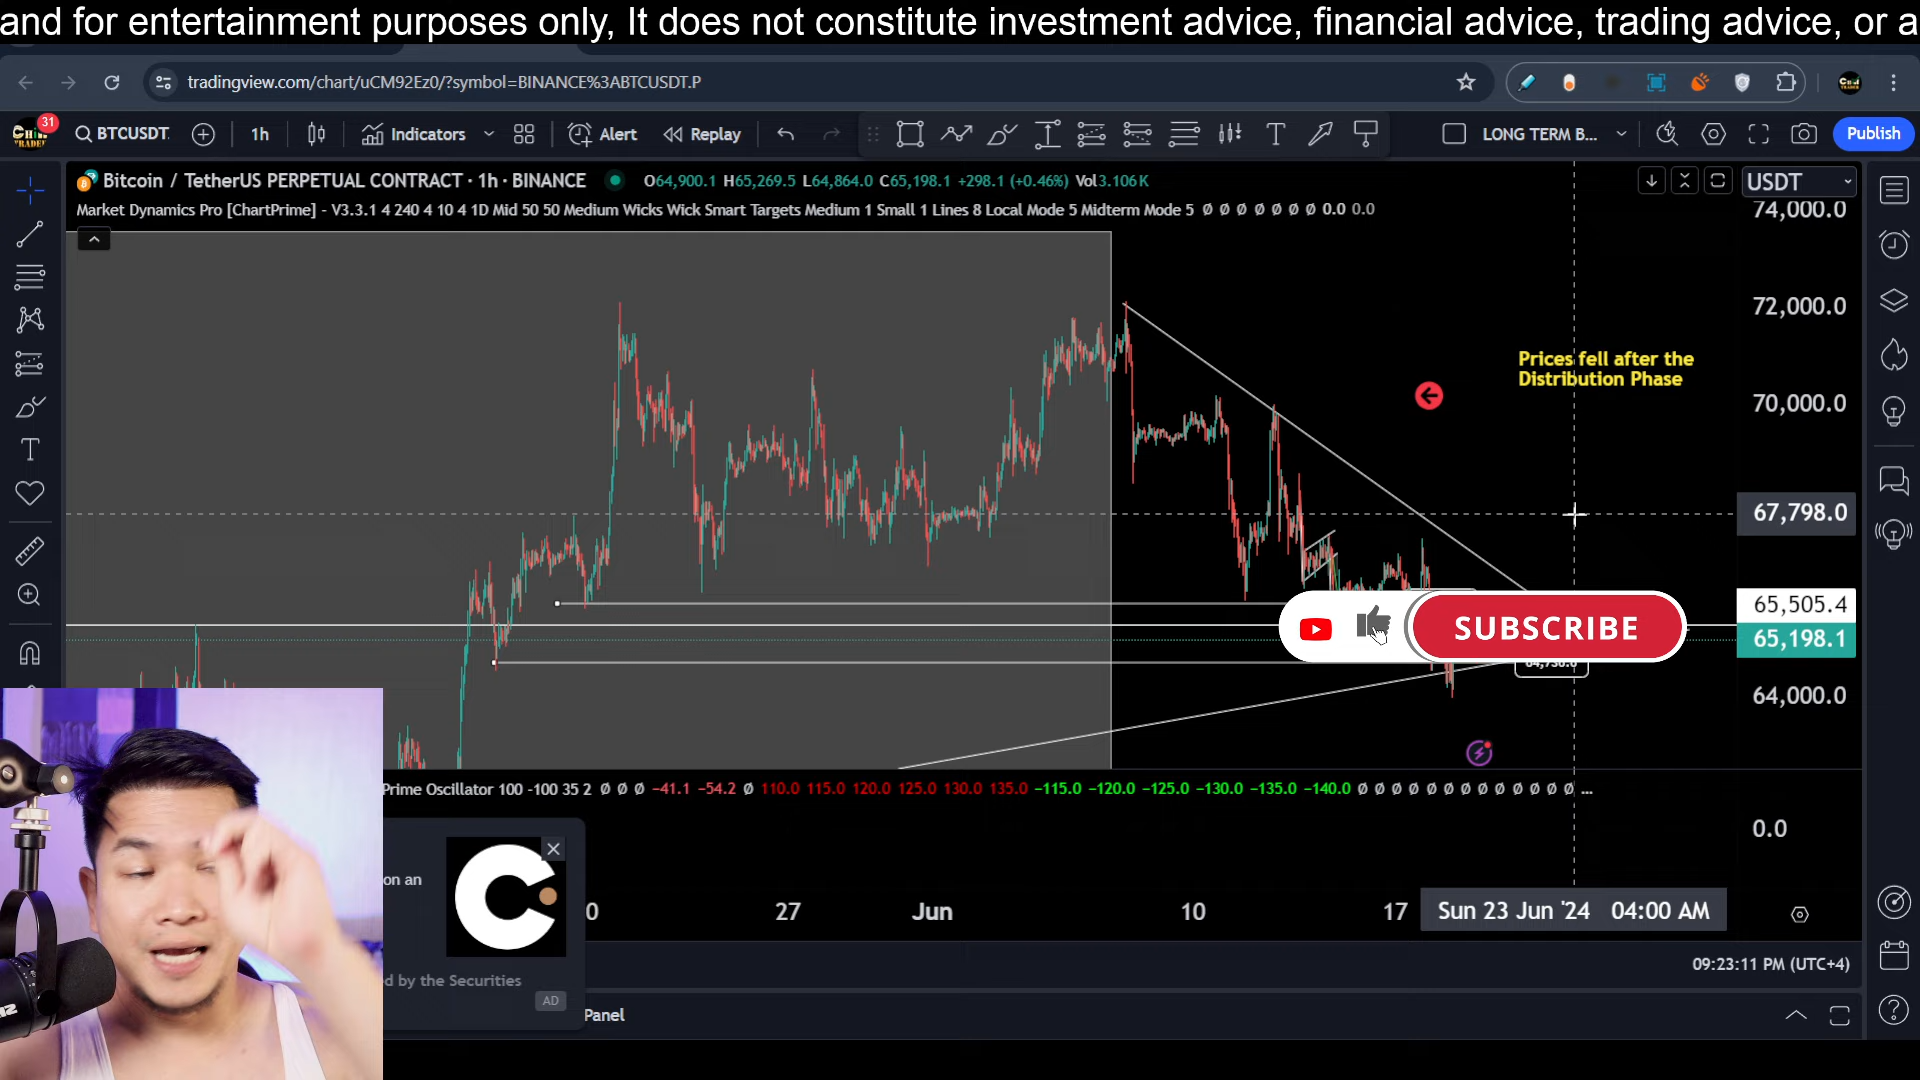 and for entertainment purposes only, It does not constitute investment advice, financial advice, trading advice, or a
tradingview.com/chart/uCM92Ez0/?symbol=BINANCE%3ABTCUSDT.P
31
BTCUSDT.
1h
Indicators
Alert
Replay
LONG TERM B...
Publish
Bitcoin / TetherUS PERPETUAL CONTRACT · 1h · BINANCE
O64,900.1 H65,269.5 L64,864.0 C65,198.1 +298.1 (+0.46%) Vol3.106K
USDT
Market Dynamics Pro [ChartPrime] - V3.3.1 4 240 4 10 4 1D Mid 50 50 Medium Wicks Wick Smart Targets Medium 1 Small 1 Lines 8 Local Mode 5 Midterm Mode 5 Ø Ø Ø Ø Ø Ø Ø 0.0 0.0
74,000.0
72,000.0
Prices fell after the
Distribution Phase
70,000.0
67,798.0
65,505.4
SUBSCRIBE
65,198.1
64,000.0
Prime Oscillator 100 -100 35 2 Ø Ø Ø −41.1 −54.2 Ø 110.0 115.0 120.0 125.0 130.0 135.0 −115.0 −120.0 −125.0 −130.0 −135.0 −140.0 Ø Ø Ø Ø Ø Ø Ø Ø Ø Ø Ø Ø ...
0.0
on an
0
27
Jun
10
17
Sun 23 Jun '24 04:00 AM
09:23:11 PM (UTC+4)
d by the Securities
AD
Panel